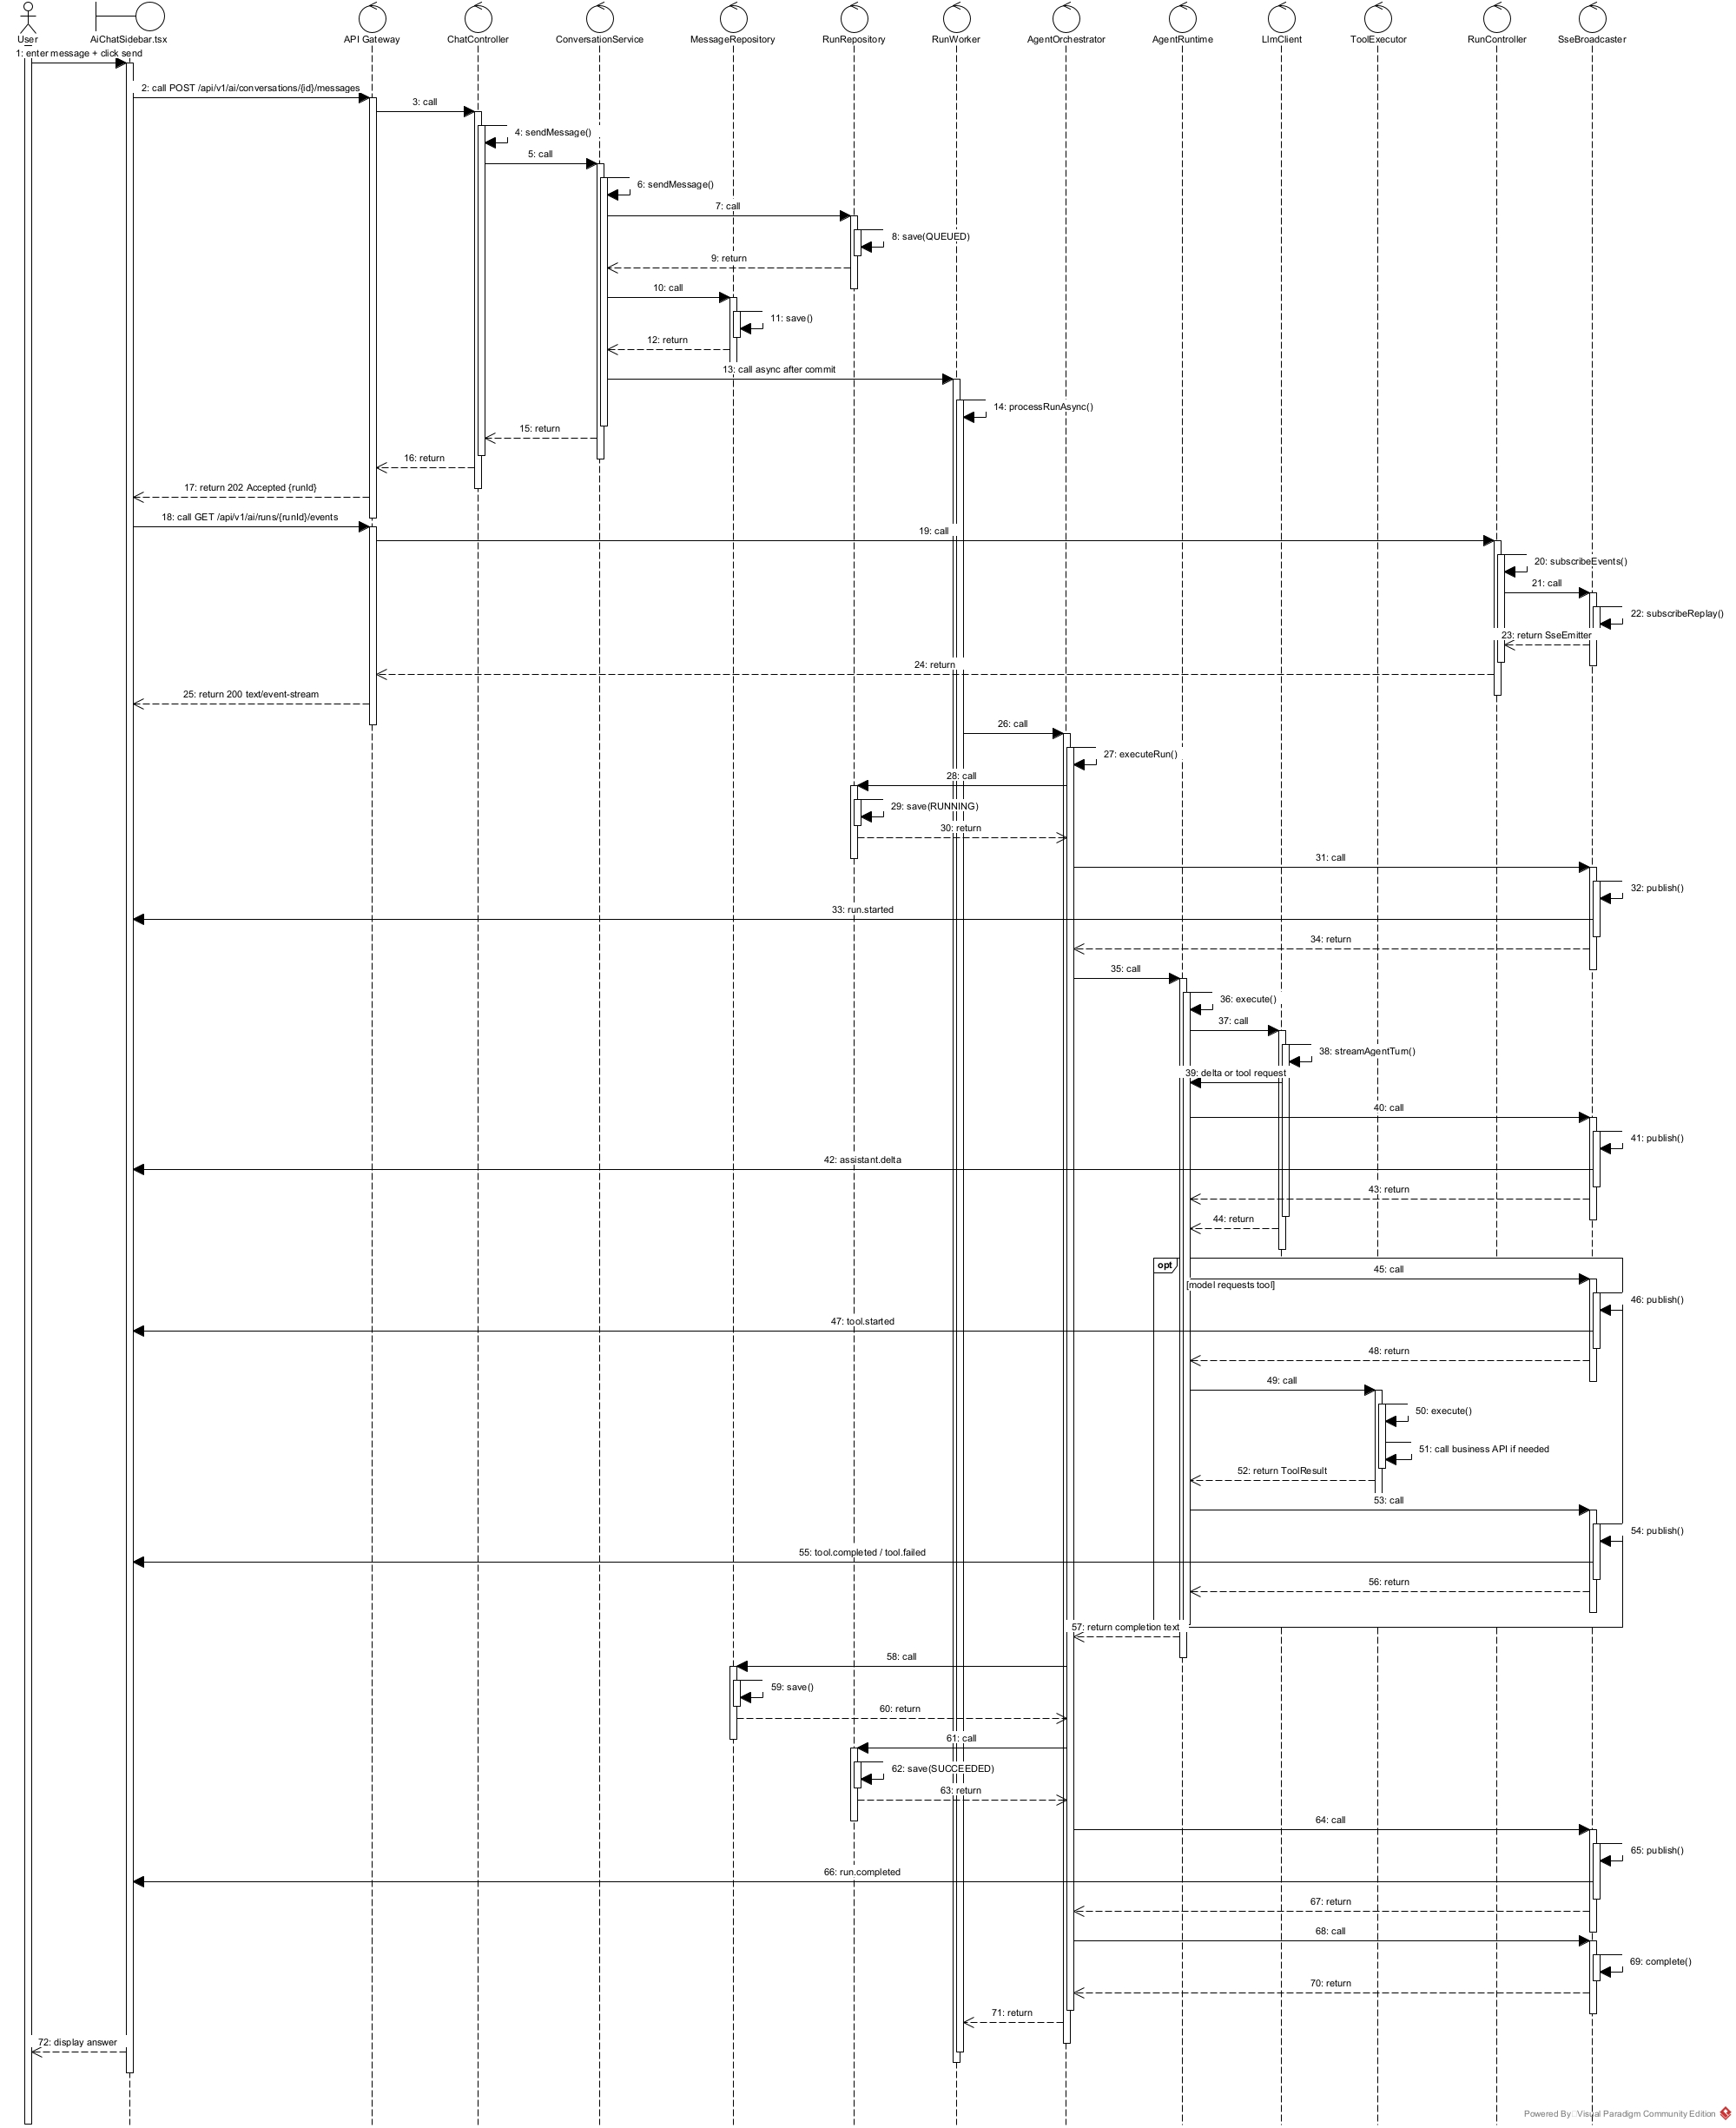 User
AiChatSidebar.tsx
API Gateway
ChatController
ConversationService
MessageRepository
RunRepository
RunWorker
AgentOrchestrator
AgentRuntime
LlmClient
ToolExecutor
RunController
SseBroadcaster
1: enter message + click send
2: call POST /api/v1/ai/conversations/{id}/messages
3: call
4: sendMessage()
5: call
6: sendMessage()
7: call
8: save(QUEUED)
9: return
10: call
11: save()
12: return
13: call async after commit
14: processRunAsync()
15: return
16: return
17: return 202 Accepted {runId}
18: call GET /api/v1/ai/runs/{runId}/events
19: call
20: subscribeEvents()
21: call
22: subscribeReplay()
23: return SseEmitter
24: return
25: return 200 text/event-stream
26: call
27: executeRun()
28: call
29: save(RUNNING)
30: return
31: call
32: publish()
33: run.started
34: return
35: call
36: execute()
37: call
38: streamAgentTurn()
39: delta or tool request
40: call
41: publish()
42: assistant.delta
43: return
44: return
opt
45: call
[model requests tool]
46: publish()
47: tool.started
48: return
49: call
50: execute()
51: call business API if needed
52: return ToolResult
53: call
54: publish()
55: tool.completed / tool.failed
56: return
57: return completion text
58: call
59: save()
60: return
61: call
62: save(SUCCEEDED)
63: return
64: call
65: publish()
66: run.completed
67: return
68: call
69: complete()
70: return
71: return
72: display answer
Powered By Visual Paradigm Community Edition